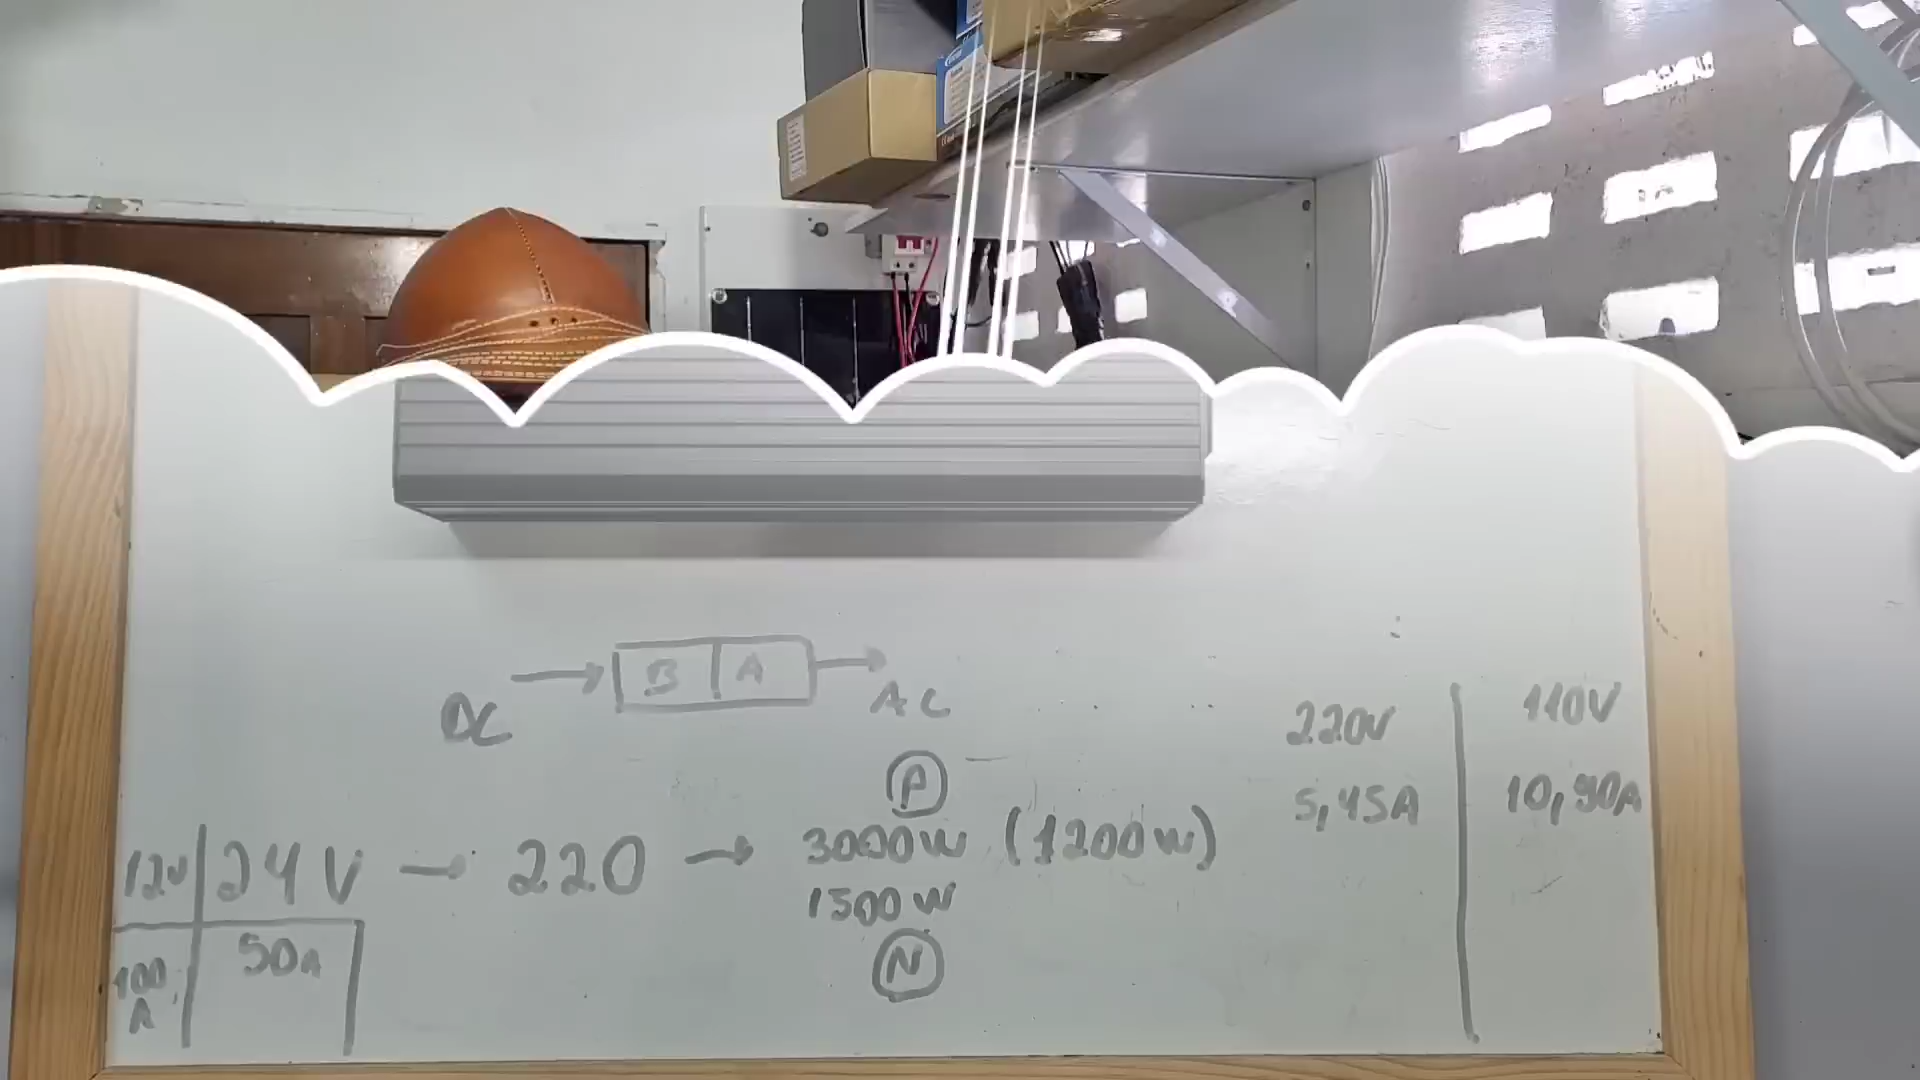 B A
DC AC
220V 110V
P
5,45A 10,90A
12V 24V → 220 → 3000W (1200W)
1500W
100 A 50A
N